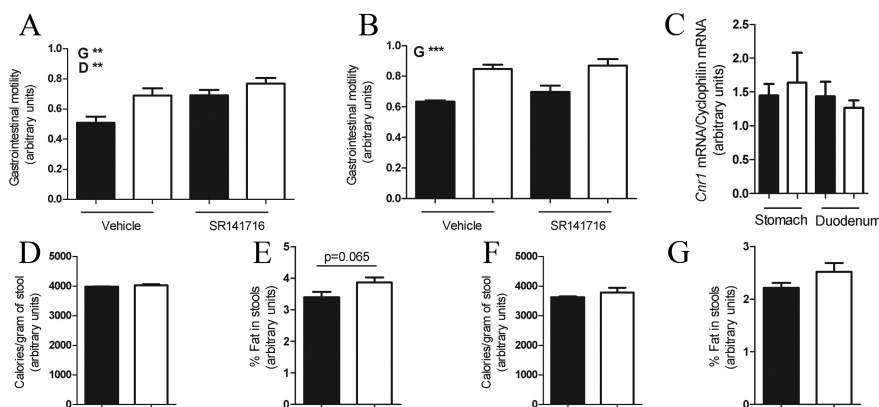 A
G **
D **
Gastrointestinal motility
(arbitrary units)
1.0
0.8
0.6
0.4
0.2
0.0
Vehicle
SR141716
B
G ***
Gastrointestinal motility
(arbitrary units)
1.0
0.8
0.6
0.4
0.2
0.0
Vehicle
SR141716
C
Cnr1 mRNA/Cyclophilin mRNA
(arbitrary units)
2.5
2.0
1.5
1.0
0.5
0.0
Stomach
Duodenum
D
Calories/gram of stool
(arbitrary units)
5000
4000
3000
2000
1000
0
E
p=0.065
% Fat in stools
(arbitrary units)
5
4
3
2
1
0
F
Calories/gram of stool
(arbitrary units)
5000
4000
3000
2000
1000
0
G
% Fat in stools
(arbitrary units)
3
2
1
0